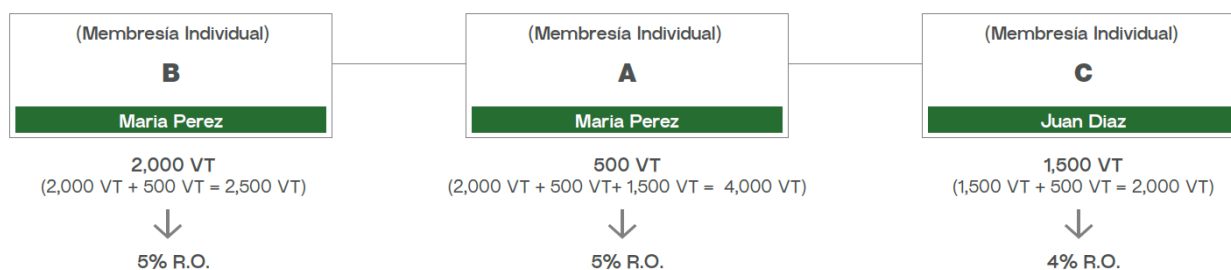 (Membresía Individual)
B
Maria Perez
2,000 VT
(2,000 VT + 500 VT = 2,500 VT)
5% R.O.
(Membresía Individual)
A
Maria Perez
500 VT
(2,000 VT + 500 VT+ 1,500 VT = 4,000 VT)
5% R.O.
(Membresía Individual)
C
Juan Diaz
1,500 VT
(1,500 VT + 500 VT = 2,000 VT)
4% R.O.